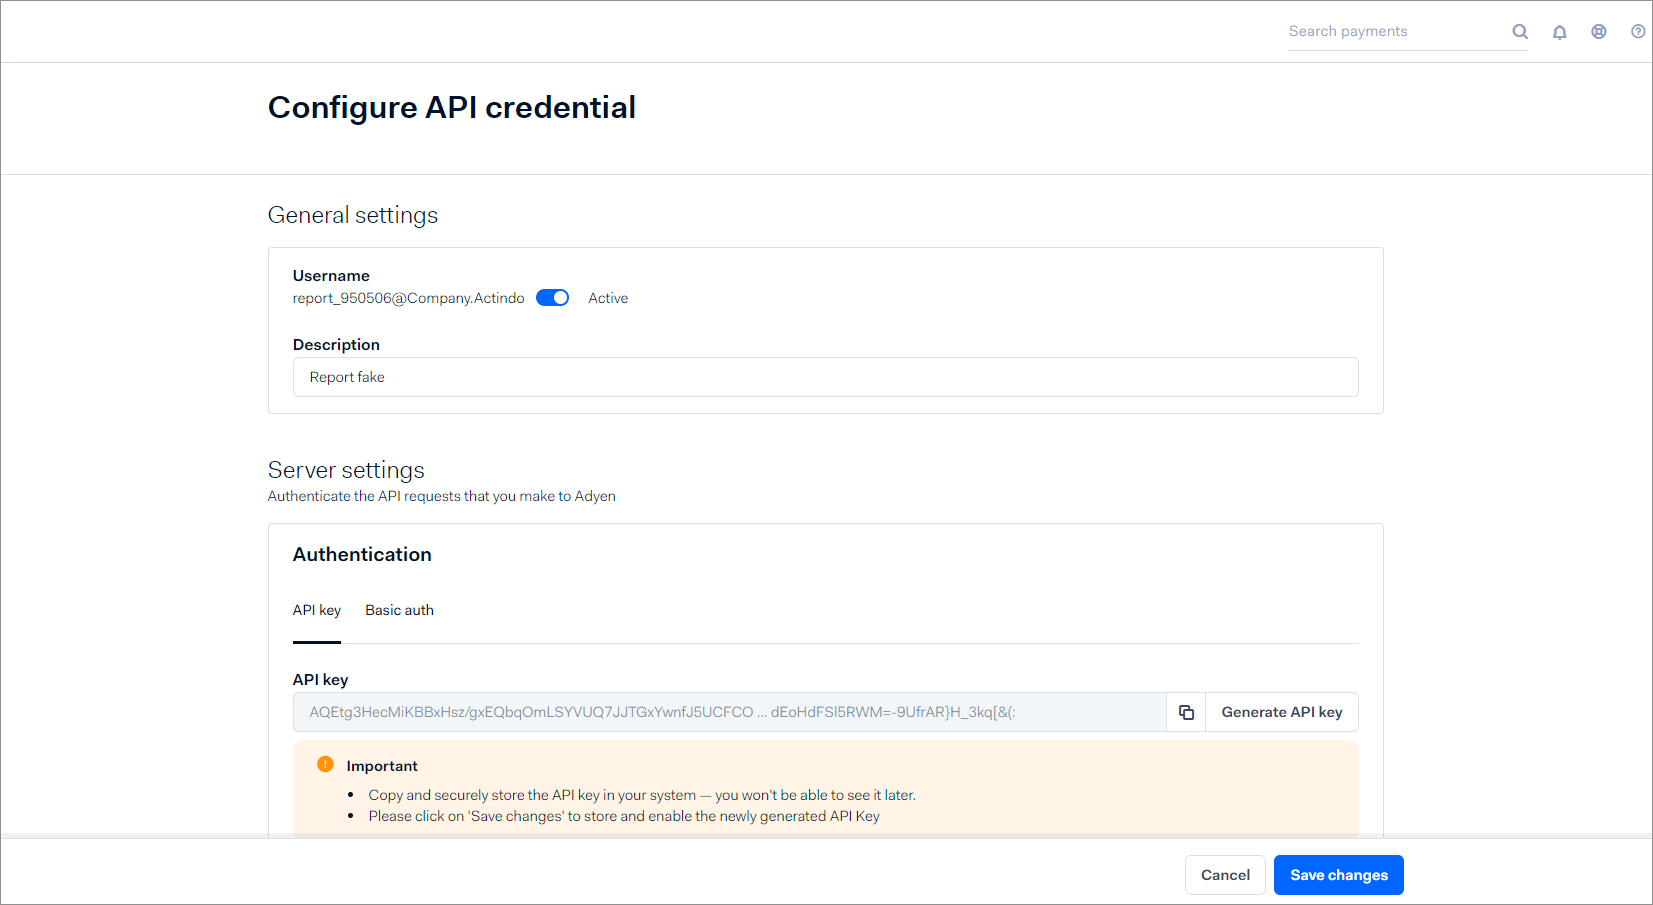 Search payments
Configure API credential
General settings
Username
report_950506@Company.Actindo Active
Description
Report fake
Server settings
Authenticate the API requests that you make to Adyen
Authentication
API key Basic auth
API key
AQEtg3HecMiKBBxHsz/gxEQbqOmLSYVUQ7JJTGxYwnfJ5UCFCO ... dEoHdFSl5RWM=-9UfrAR}H_3kq[&(: Generate API key
Important
• Copy and securely store the API key in your system — you won't be able to see it later.
• Please click on 'Save changes' to store and enable the newly generated API Key
Cancel Save changes